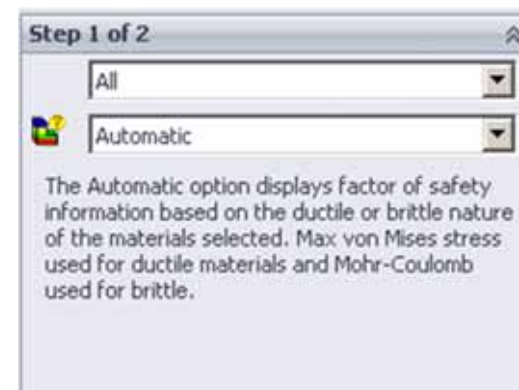 Step 1 of 2
All
Automatic
The Automatic option displays factor of safety
information based on the ductile or brittle nature
of the materials selected. Max von Mises stress
used for ductile materials and Mohr-Coulomb
used for brittle.